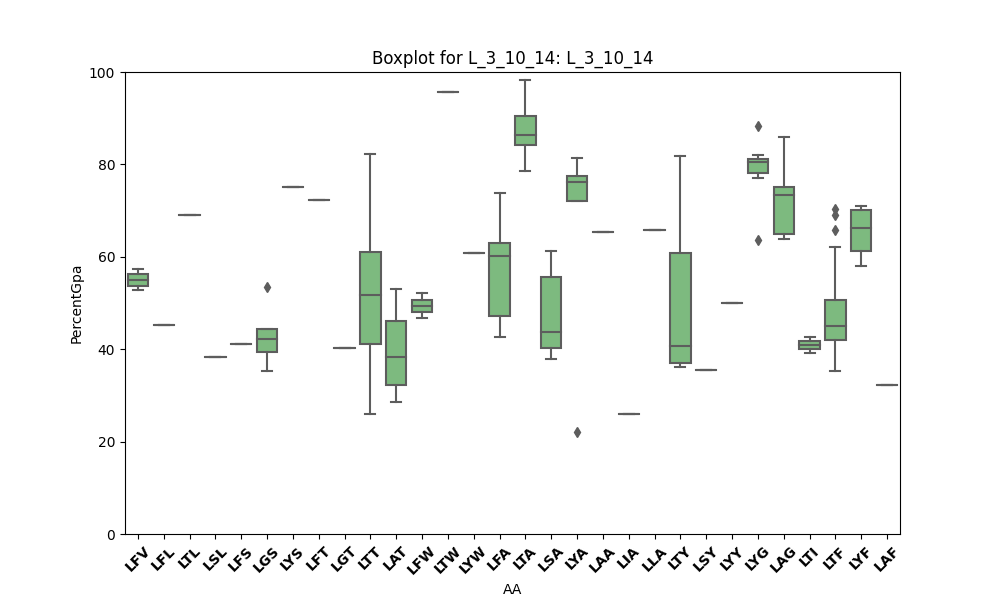 Boxplot for L_3_10_14: L_3_10_14
100
80
60
40
20
0
PercentGpa
LFV LFL LTL LSL LFS LGS LYS LFT LGT LTT LAT LFW LTW LYW LFA LTA LSA LYA LAA LIA LLA LTY LSY LYY LYG LAG LTI LTF LYF LAF
AA